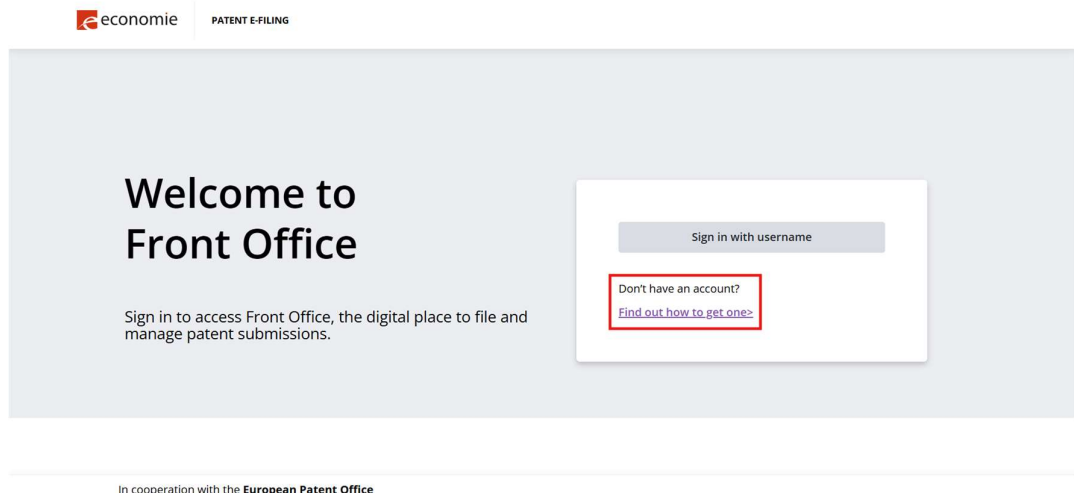 economie
PATENT E-FILING
Welcome to
Front Office
Sign in to access Front Office, the digital place to file and
manage patent submissions.
Sign in with username
Don't have an account?
Find out how to get one>
In cooperation with the European Patent Office